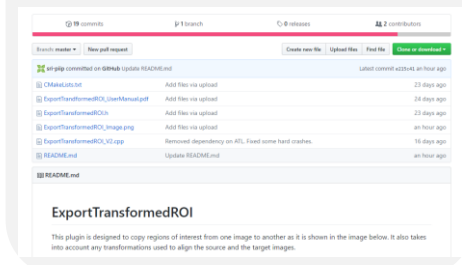 19 commits 1 branch 0 releases 2 contributors
Branch: master New pull request Create new file Upload files Find file Clone or download
sri-piip committed on GitHub Update README.md Latest commit an hour ago
CMakeLists.txt Add files via upload 23 days ago
ExportTransformedROI_UserManual.pdf Add files via upload 24 days ago
ExportTransformedROI.h Add files via upload 23 days ago
ExportTransformedROI_Image.png Add files via upload an hour ago
ExportTransformedROI_V2.cpp Removed dependency on ATL. Fixed some hard crashes. 16 days ago
README.md Update README.md an hour ago
README.md
ExportTransformedROI
This plugin is designed to copy regions of interest from one image to another as it is shown in the image below. It also takes
into account any transformations used to align the source and the target images.